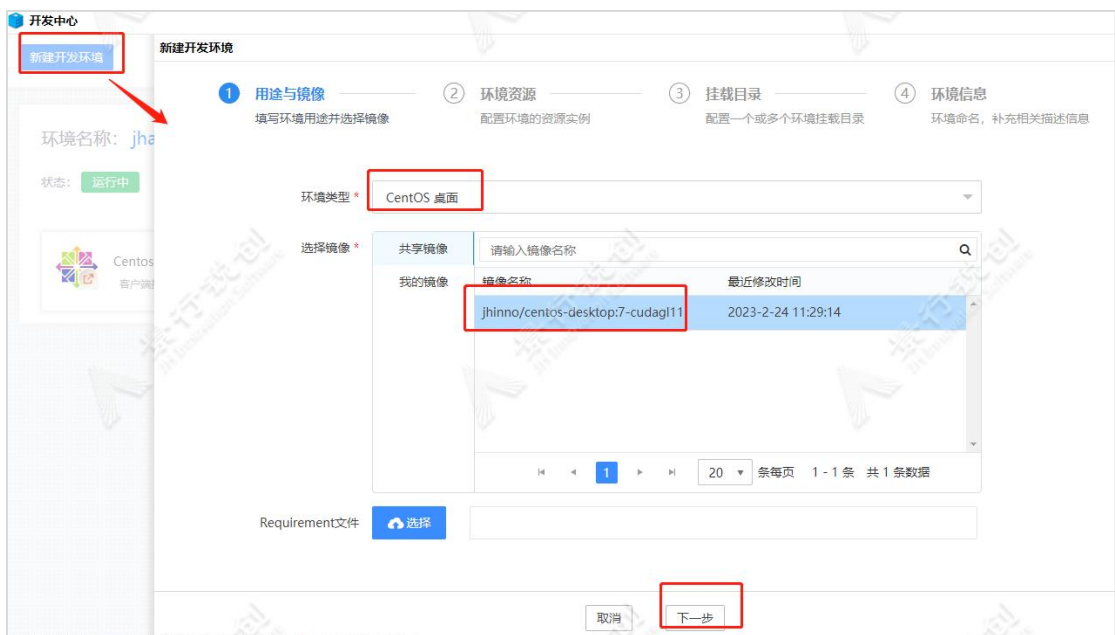 开发中心
新建开发环境
新建开发环境
1 用途与镜像
填写环境用途并选择镜像
2 环境资源
配置环境的资源实例
3 挂载目录
配置一个或多个环境挂载目录
4 环境信息
环境命名，补充相关描述信息
环境名称： jha
状态： 运行中
Centos
客户端
环境类型 * CentOS 桌面
选择镜像 * 共享镜像 请输入镜像名称
我的镜像 镜像名称 最近修改时间
jhinno/centos-desktop:7-cudagl11 2023-2-24 11:29:14
1 20 条每页 1 - 1 条 共 1 条数据
Requirement文件 选择
取消 下一步